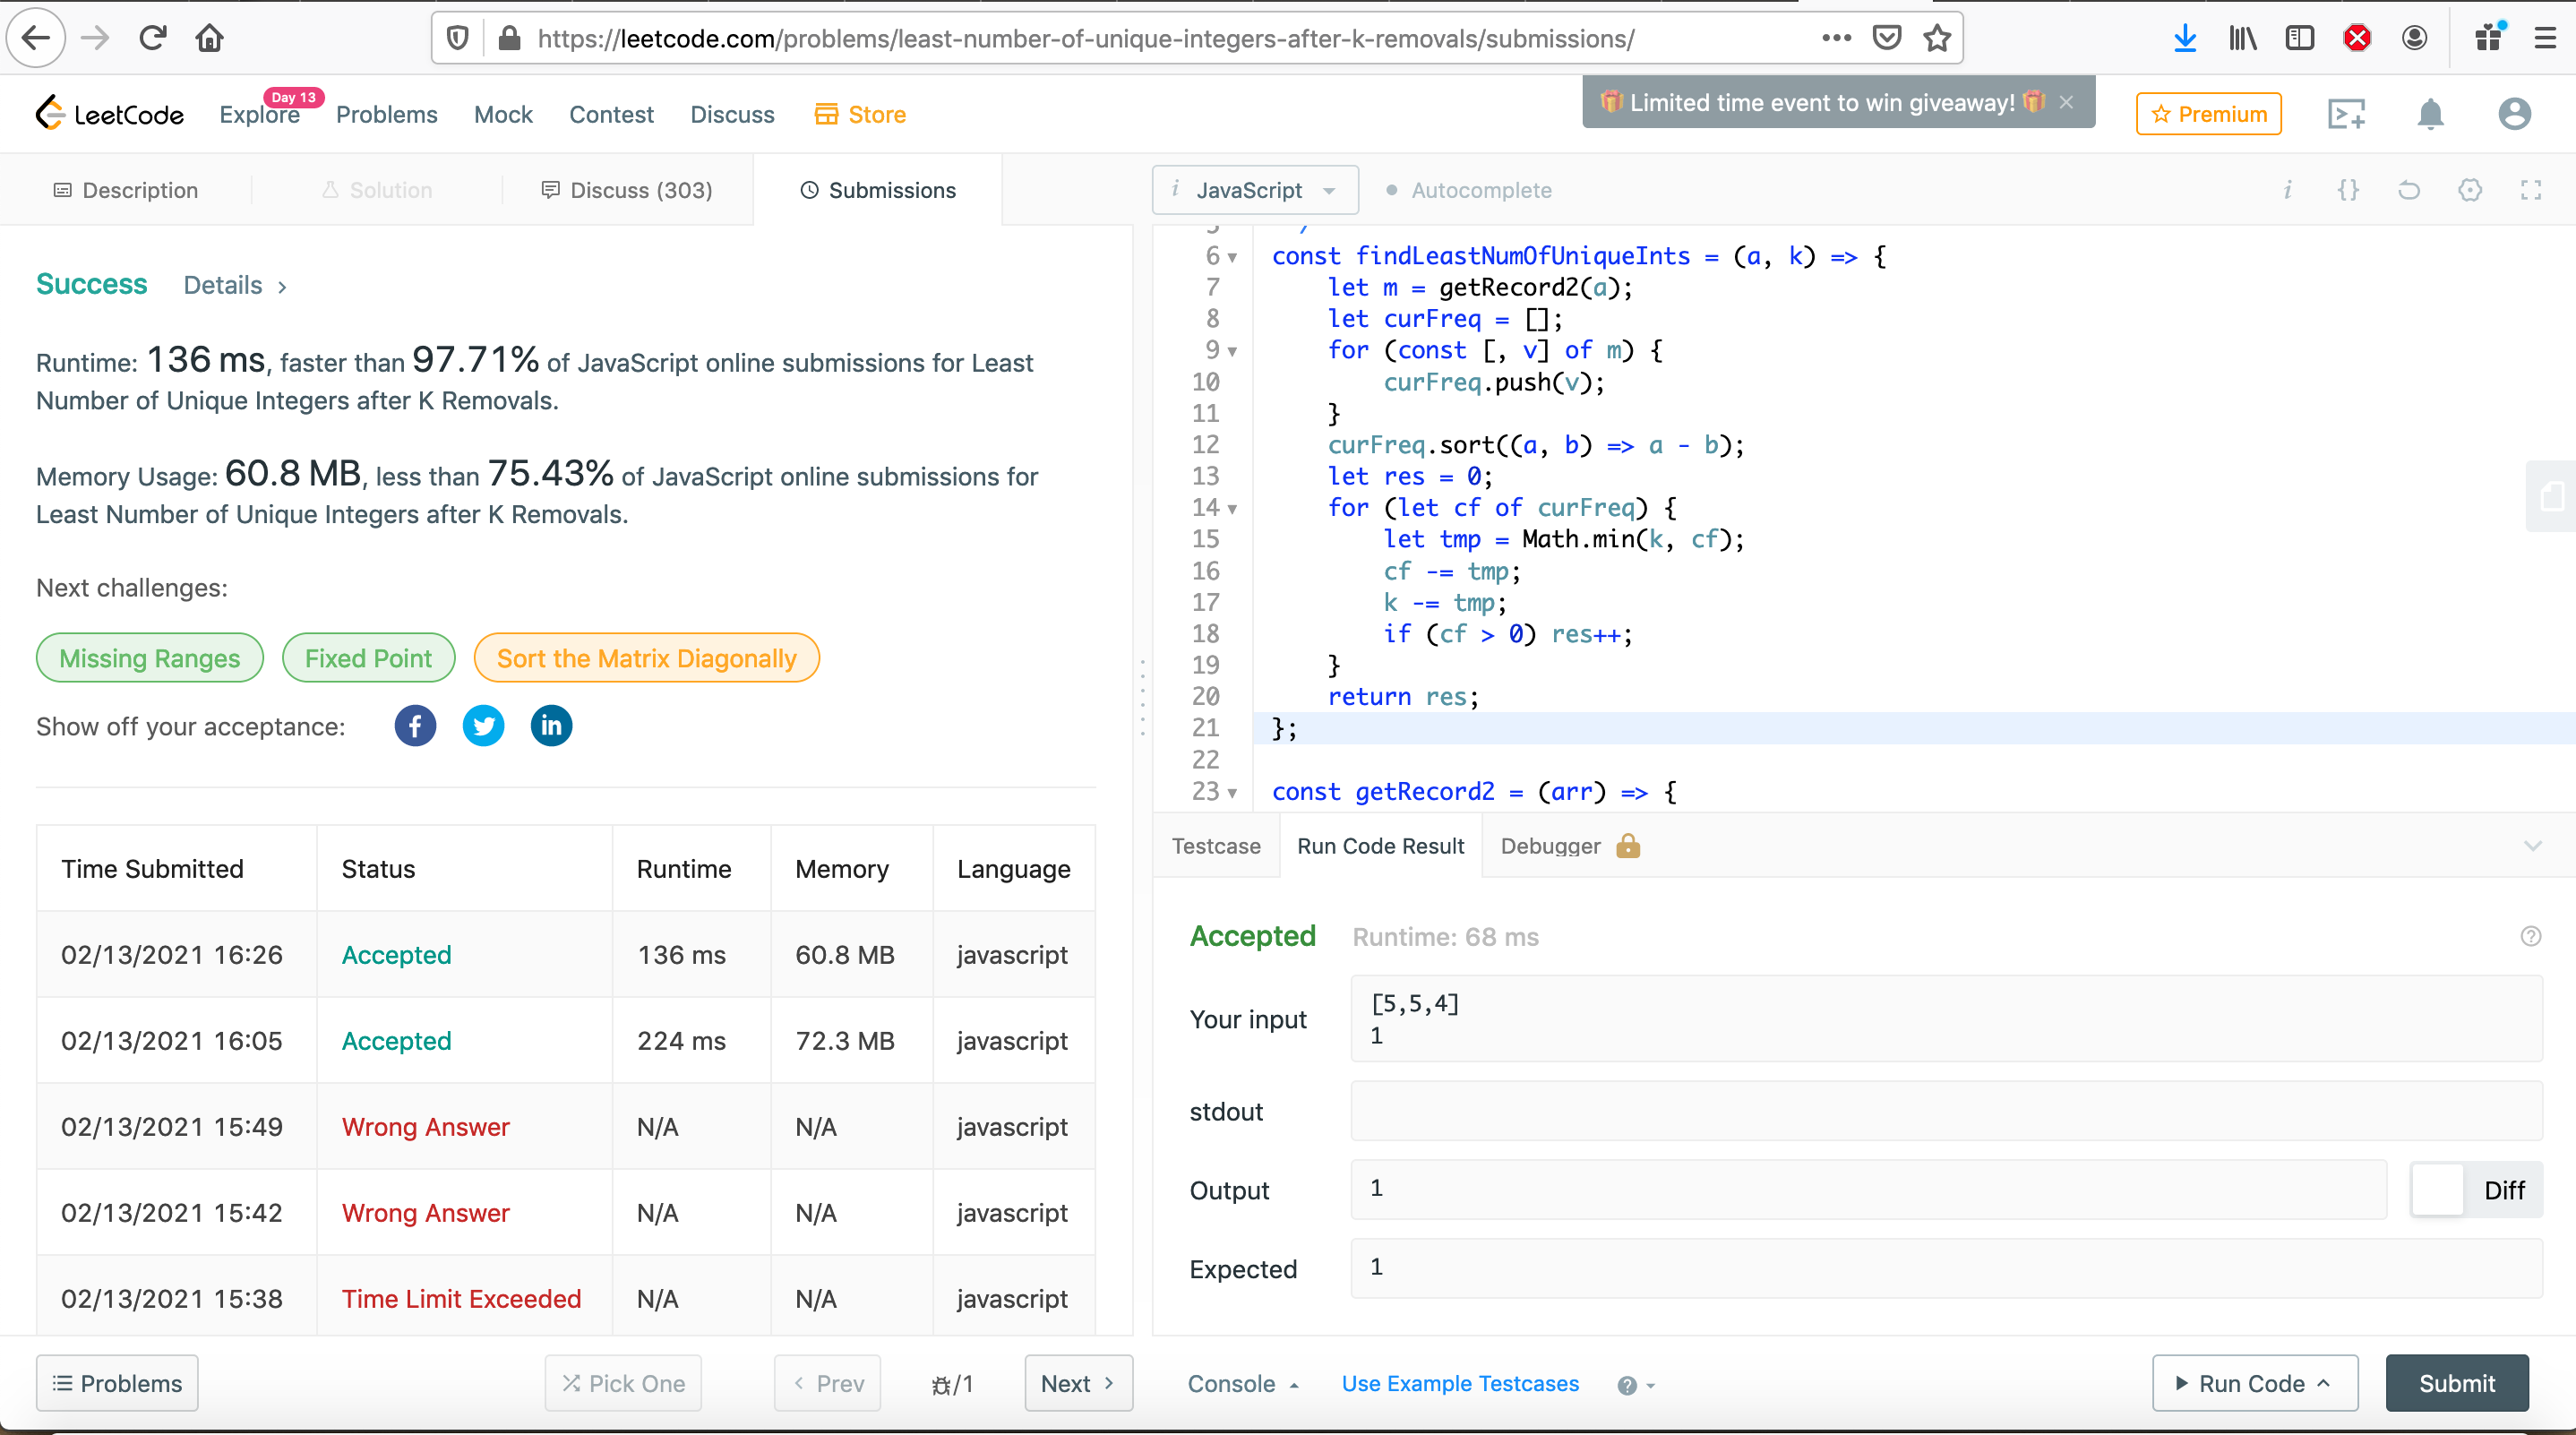 https://leetcode.com/problems/least-number-of-unique-integers-after-k-removals/submissions/
LeetCode
Explore
Day 13
Problems
Mock
Contest
Discuss
Store
🎁 Limited time event to win giveaway! 🎁 ×
Premium
Description
Solution
Discuss (303)
Submissions
i JavaScript
Autocomplete
Success
Details >
Runtime: 136 ms, faster than 97.71% of JavaScript online submissions for Least
Number of Unique Integers after K Removals.
Memory Usage: 60.8 MB, less than 75.43% of JavaScript online submissions for
Least Number of Unique Integers after K Removals.
Next challenges:
Missing Ranges
Fixed Point
Sort the Matrix Diagonally
Show off your acceptance:
Time Submitted Status Runtime Memory Language
02/13/2021 16:26 Accepted 136 ms 60.8 MB javascript
02/13/2021 16:05 Accepted 224 ms 72.3 MB javascript
02/13/2021 15:49 Wrong Answer N/A N/A javascript
02/13/2021 15:42 Wrong Answer N/A N/A javascript
02/13/2021 15:38 Time Limit Exceeded N/A N/A javascript
6 const findLeastNumOfUniqueInts = (a, k) => {
7 let m = getRecord2(a);
8 let curFreq = [];
9 for (const [, v] of m) {
10 curFreq.push(v);
11 }
12 curFreq.sort((a, b) => a - b);
13 let res = 0;
14 for (let cf of curFreq) {
15 let tmp = Math.min(k, cf);
16 cf -= tmp;
17 k -= tmp;
18 if (cf > 0) res++;
19 }
20 return res;
21 };
22
23 const getRecord2 = (arr) => {
Testcase
Run Code Result
Debugger
Accepted
Runtime: 68 ms
Your input
[5,5,4]
1
stdout
Output
1
Diff
Expected
1
Problems
Pick One
< Prev
/1
Next >
Console
Use Example Testcases
Run Code
Submit